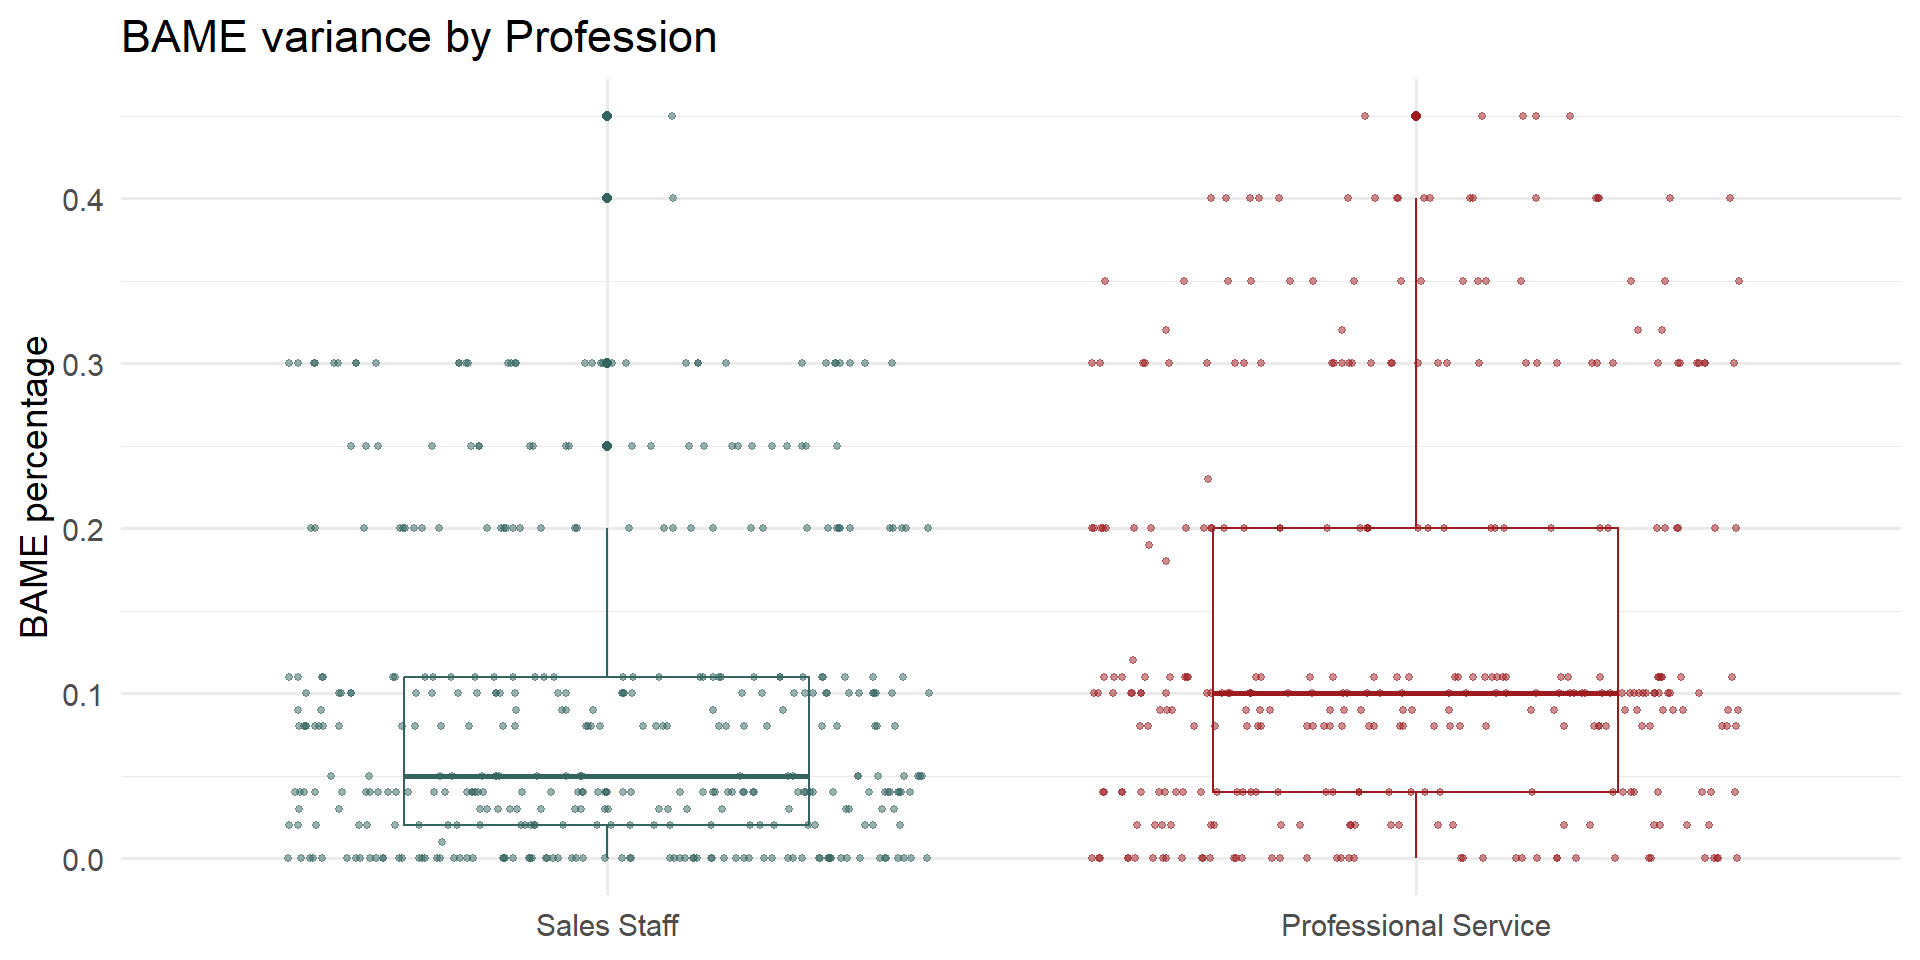 BAME variance by Profession
BAME percentage
0.4
0.3
0.2
0.1
0.0
Sales Staff
Professional Service